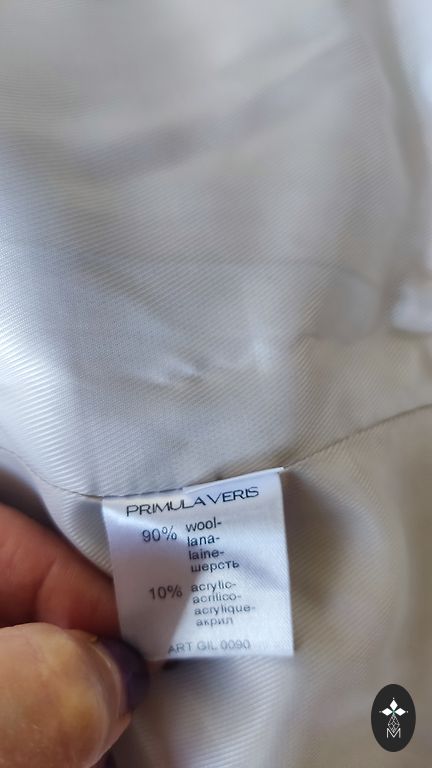 PRIMULA VERIS
90% wool-
lana-
laine-
шерсть
10% acrylic-
acrilico-
acrylique-
акрил
ART GIL 0090
M